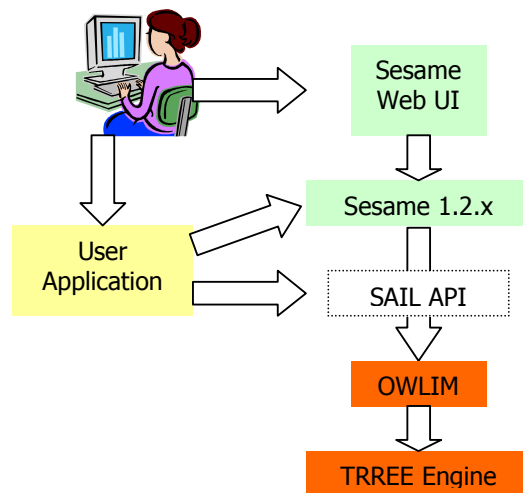 Sesame
Web UI
Sesame 1.2.x
User
Application
SAIL API
OWLIM
TRREE Engine